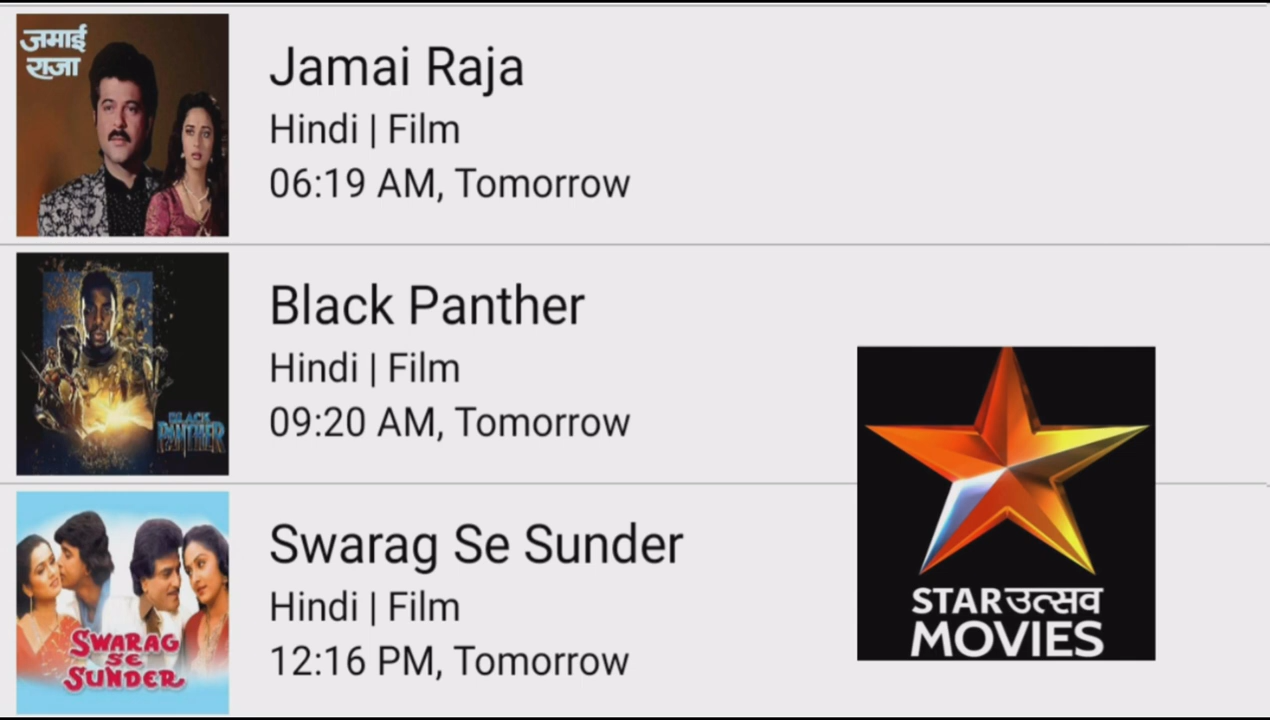 जमाई
राजा
Jamai Raja
Hindi | Film
06:19 AM, Tomorrow
BLACK
PANTHER
Black Panther
Hindi | Film
09:20 AM, Tomorrow
SWARAG
SE
SUNDER
Swarag Se Sunder
Hindi | Film
12:16 PM, Tomorrow
STAR उत्सव
MOVIES